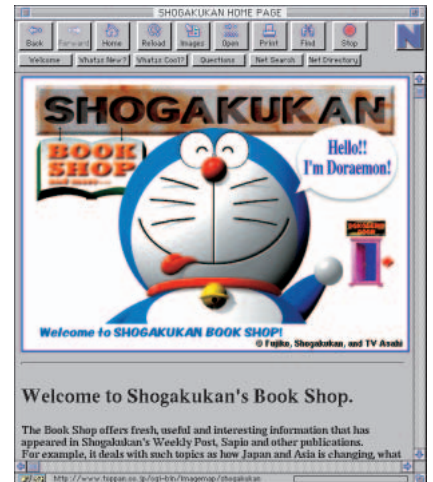 SHOGAKUKAN HOME PAGE
Back Forward Home Reload Images Open Print Find Stop
N
Welcome What's New? What's Cool? Questions Net Search Net Directory
SHOGAKUKAN
BOOK
SHOP
and more...
Hello!!
I'm Doraemon!
Welcome to SHOGAKUKAN BOOK SHOP!
© Fujiko, Shogakukan, and TV Asahi
Welcome to Shogakukan's Book Shop.
The Book Shop offers fresh, useful and interesting information that has
appeared in Shogakukan's Weekly Post, Sapio and other publications.
For example, it deals with such topics as how Japan and Asia is changing, what
http://www.toppan.co.jp/cgi-bin/imagemap/shogakukan